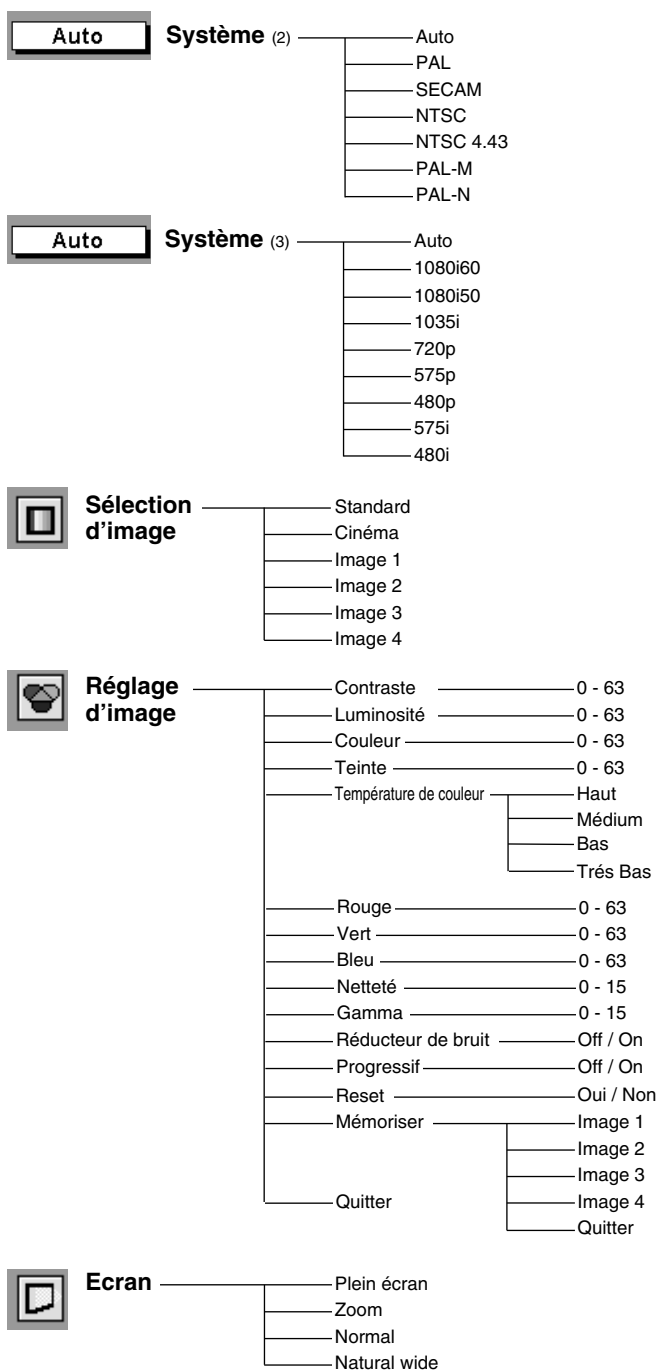 Auto Système (2) Auto
PAL
SECAM
NTSC
NTSC 4.43
PAL-M
PAL-N
Auto Système (3) Auto
1080i60
1080i50
1035i
720p
575p
480p
575i
480i
Sélection
d’image
Standard
Cinéma
Image 1
Image 2
Image 3
Image 4
Réglage
d’image
Contraste 0 - 63
Luminosité 0 - 63
Couleur 0 - 63
Teinte 0 - 63
Température de couleur Haut
Médium
Bas
Trés Bas
Rouge 0 - 63
Vert 0 - 63
Bleu 0 - 63
Netteté 0 - 15
Gamma 0 - 15
Réducteur de bruit Off / On
Progressif Off / On
Reset Oui / Non
Mémoriser Image 1
Image 2
Image 3
Quitter Image 4
Quitter
Ecran Plein écran
Zoom
Normal
Natural wide